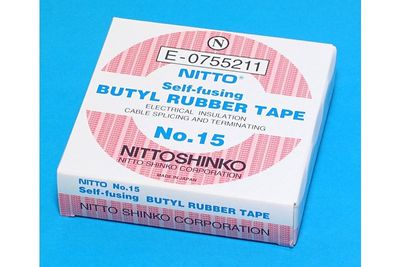 N
E-0755211
NITTO®
Self-fusing
BUTYL RUBBER TAPE
ELECTRICAL INSULATION
CABLE SPLICING AND TERMINATING
No.15
NITTOSHINKO
NITTO SHINKO CORPORATION
MADE IN JAPAN
NITTO No.15
Self-fusing BUTYL RUBBER TAPE
NITTO SHINKO CORPORATION